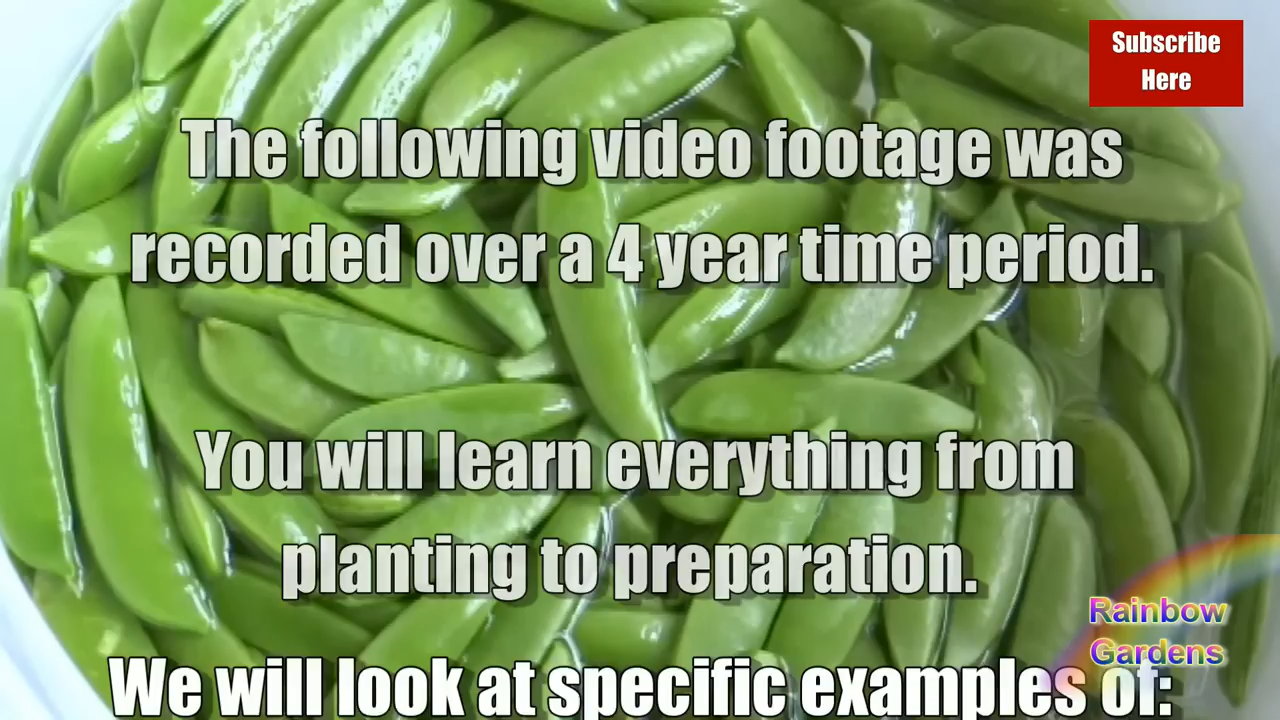 Subscribe
Here
The following video footage was
recorded over a 4 year time period.
You will learn everything from
planting to preparation.
Rainbow
Gardens
We will look at specific examples of: